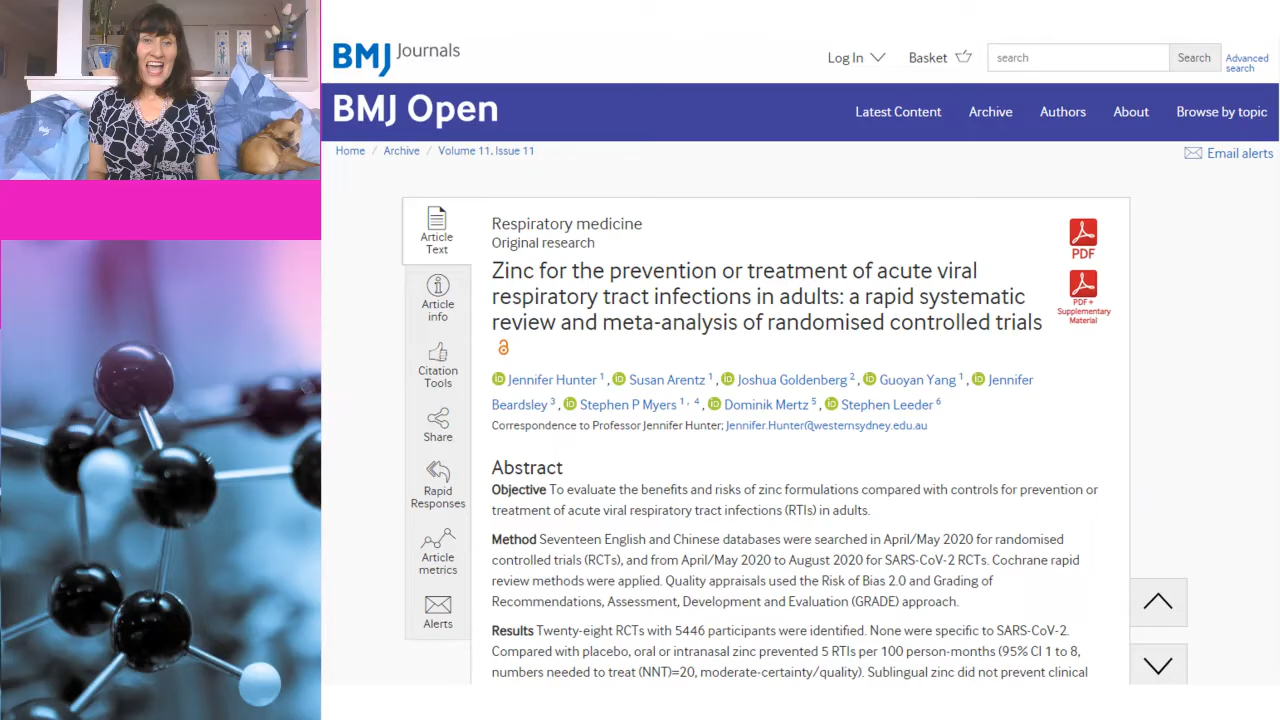 BMJ Journals
Log In
Basket
search
Search
Advanced
search
BMJ Open
Latest Content
Archive
Authors
About
Browse by topic
Home / Archive / Volume 11, Issue 11
Email alerts
Article
Text
Article
info
Citation
Tools
Share
Rapid
Responses
Article
metrics
Alerts
Respiratory medicine
Original research
Zinc for the prevention or treatment of acute viral
respiratory tract infections in adults: a rapid systematic
review and meta-analysis of randomised controlled trials
PDF
PDF +
Supplementary
Material
iD Jennifer Hunter 1 , iD Susan Arentz 1 , iD Joshua Goldenberg 2 , iD Guoyan Yang 1 , iD Jennifer
Beardsley 3 , iD Stephen P Myers 1, 4 , iD Dominik Mertz 5 , iD Stephen Leeder 6
Correspondence to Professor Jennifer Hunter; Jennifer.Hunter@westernsydney.edu.au
Abstract
Objective To evaluate the benefits and risks of zinc formulations compared with controls for prevention or
treatment of acute viral respiratory tract infections (RTIs) in adults.
Method Seventeen English and Chinese databases were searched in April/May 2020 for randomised
controlled trials (RCTs), and from April/May 2020 to August 2020 for SARS-CoV-2 RCTs. Cochrane rapid
review methods were applied. Quality appraisals used the Risk of Bias 2.0 and Grading of
Recommendations, Assessment, Development and Evaluation (GRADE) approach.
Results Twenty-eight RCTs with 5446 participants were identified. None were specific to SARS-CoV-2.
Compared with placebo, oral or intranasal zinc prevented 5 RTIs per 100 person-months (95% CI 1 to 8,
numbers needed to treat (NNT)=20, moderate-certainty/quality). Sublingual zinc did not prevent clinical